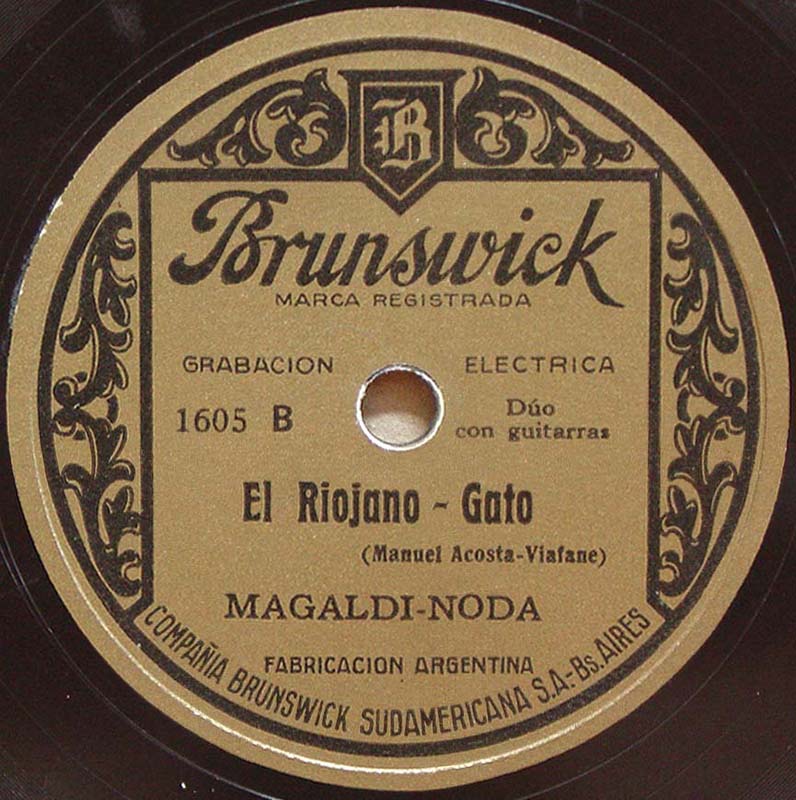 B
Brunswick
MARCA REGISTRADA
GRABACION ELECTRICA
1605 B
Dúo
con guitarras
El Riojano - Gato
(Manuel Acosta-Viafane)
MAGALDI-NODA
FABRICACION ARGENTINA
COMPAÑIA BRUNSWICK SUDAMERICANA S.A.-Bs. AIRES